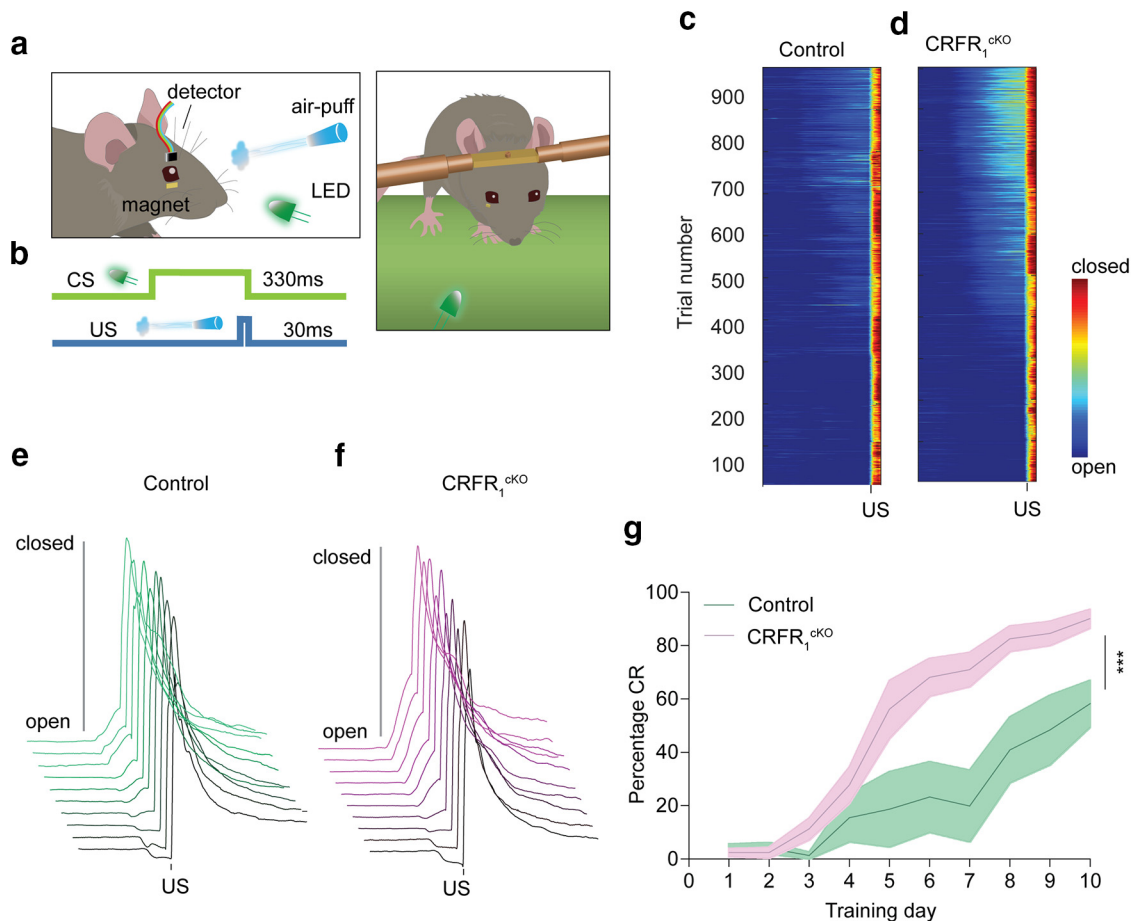 a
detector
air-puff
LED
magnet
b
CS
330ms
US
30ms
c
Control
d
CRFR₁ᶜᴷᴼ
Trial number
900
800
700
600
500
400
300
200
100
US
US
closed
open
e
Control
closed
open
US
f
CRFR₁ᶜᴷᴼ
closed
open
US
g
Control
CRFR₁ᶜᴷᴼ
Percentage CR
100
80
60
40
20
0
0 1 2 3 4 5 6 7 8 9 10
Training day
***